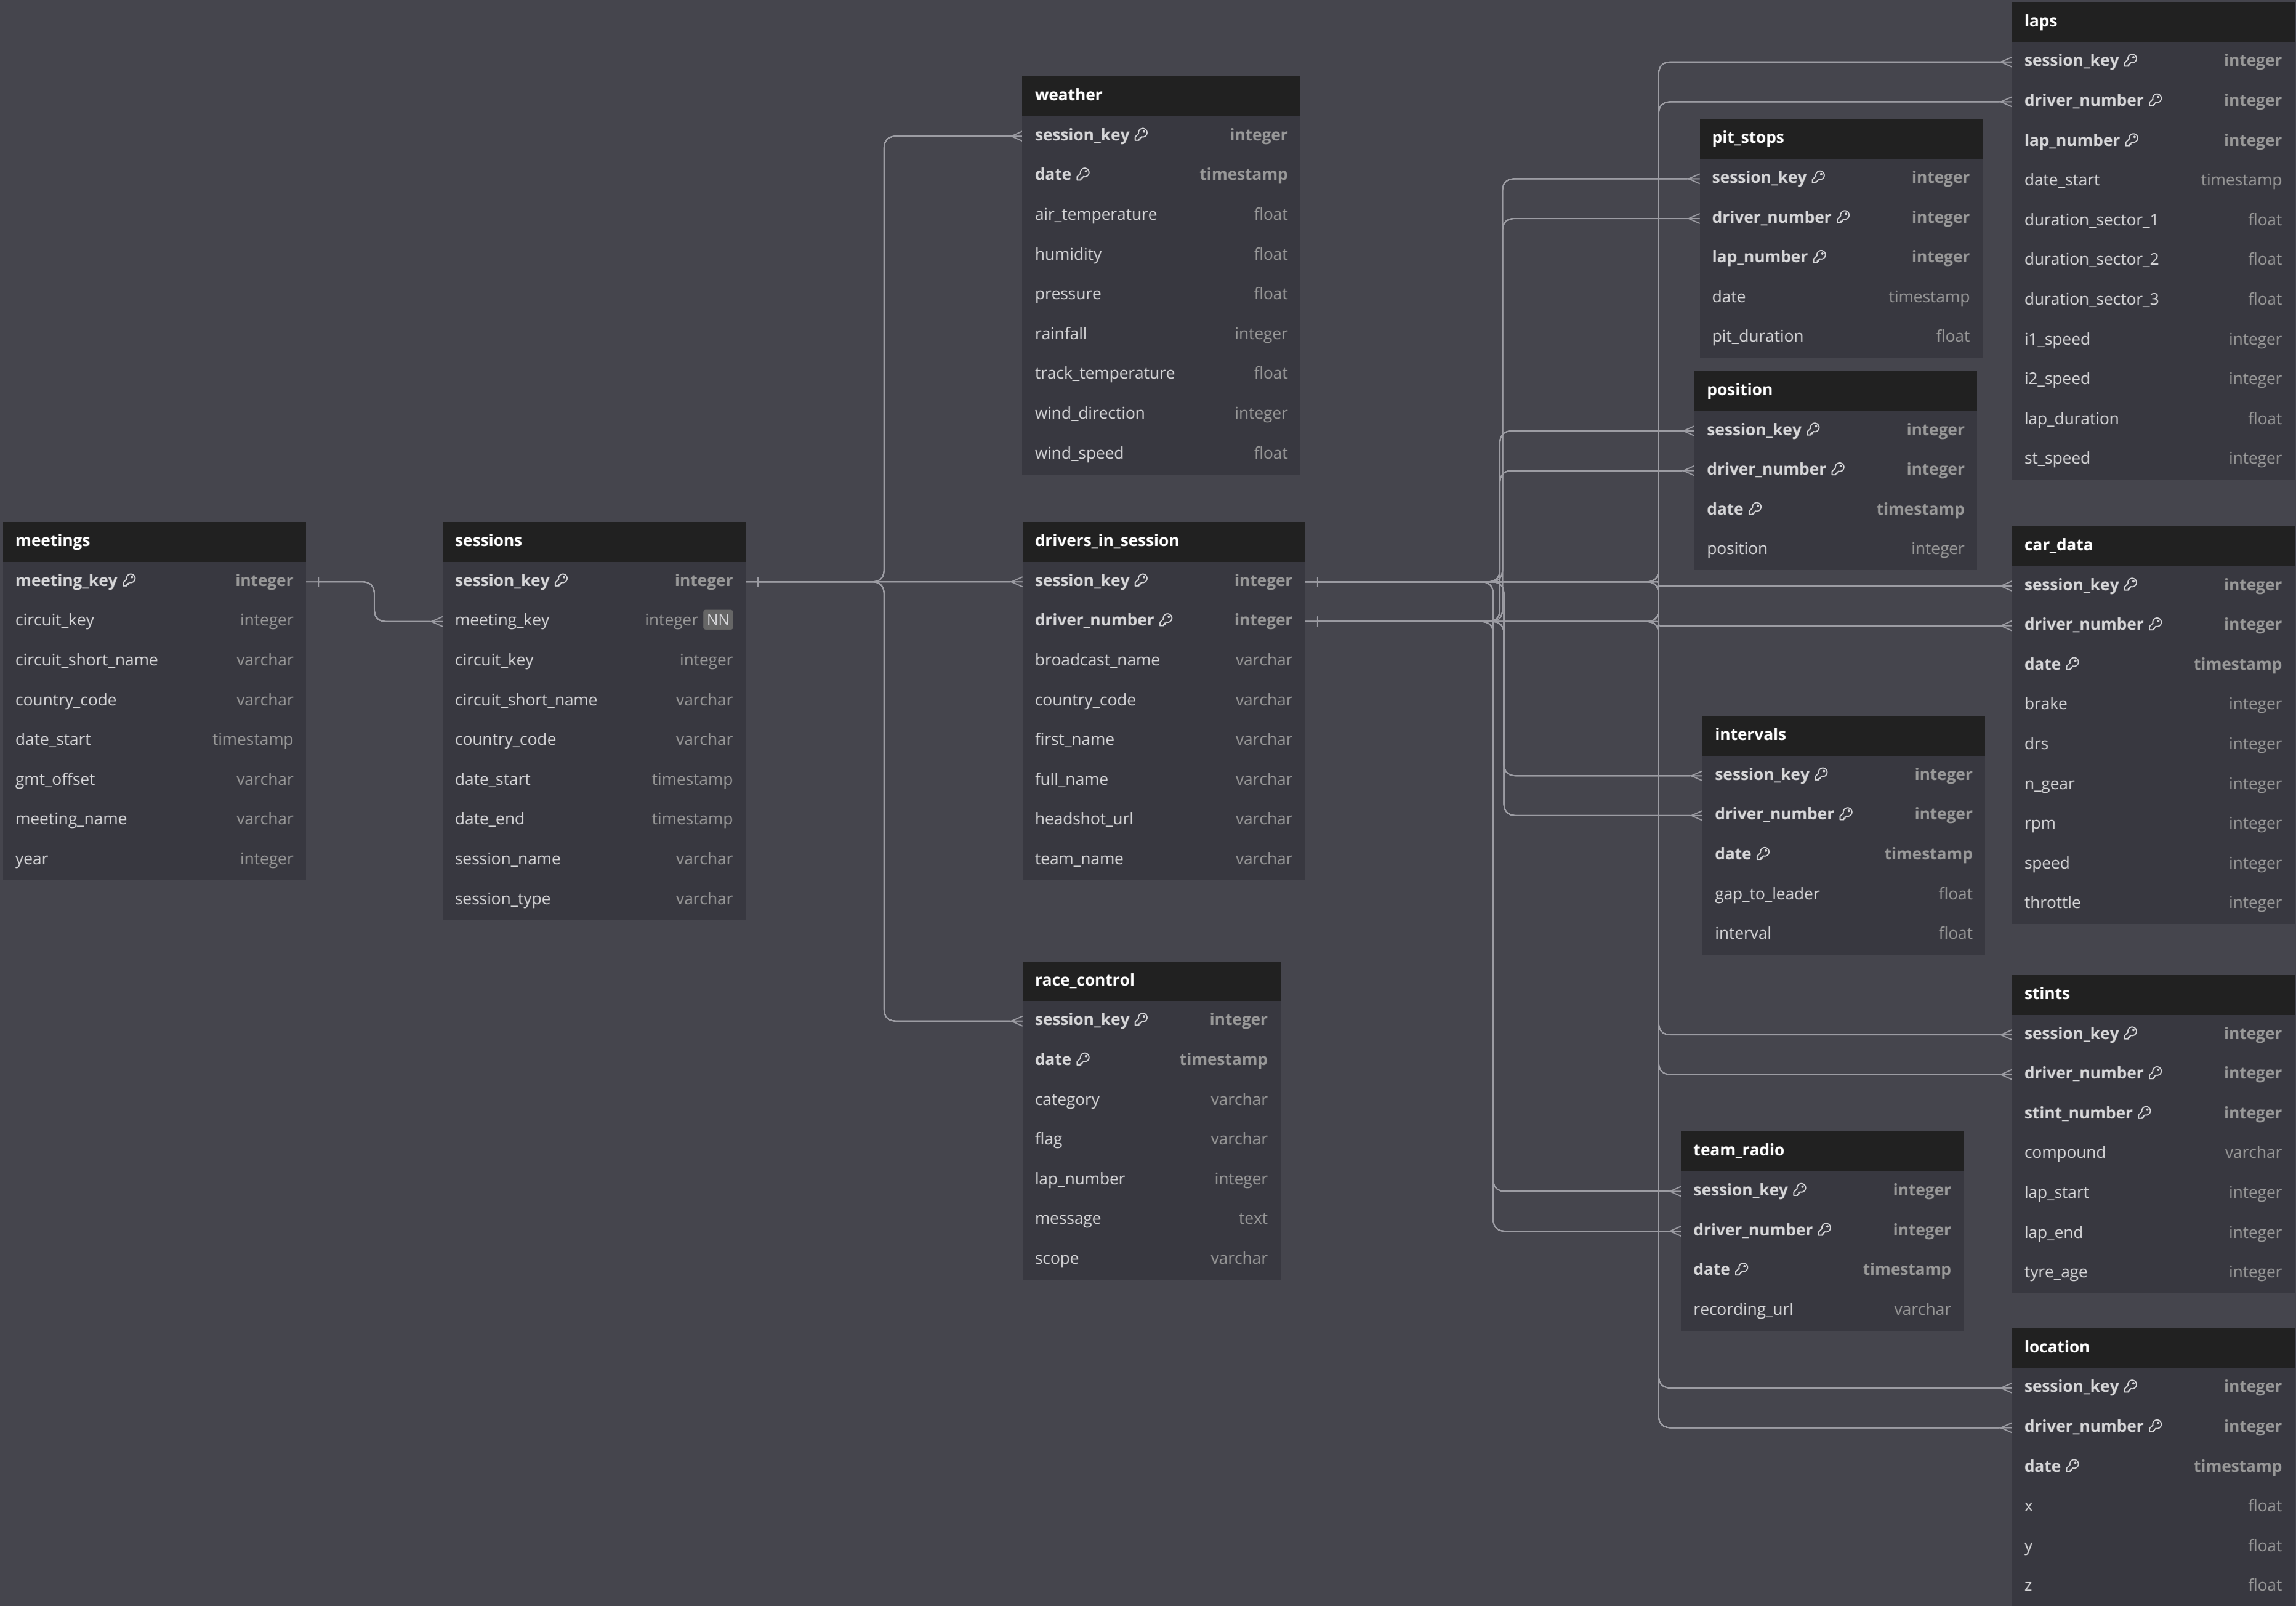 meetings
meeting_key integer
circuit_key integer
circuit_short_name varchar
country_code varchar
date_start timestamp
gmt_offset varchar
meeting_name varchar
year integer
sessions
session_key integer
meeting_key integer NN
circuit_key integer
circuit_short_name varchar
country_code varchar
date_start timestamp
date_end timestamp
session_name varchar
session_type varchar
weather
session_key integer
date timestamp
air_temperature float
humidity float
pressure float
rainfall integer
track_temperature float
wind_direction integer
wind_speed float
drivers_in_session
session_key integer
driver_number integer
broadcast_name varchar
country_code varchar
first_name varchar
full_name varchar
headshot_url varchar
team_name varchar
race_control
session_key integer
date timestamp
category varchar
flag varchar
lap_number integer
message text
scope varchar
pit_stops
session_key integer
driver_number integer
lap_number integer
date timestamp
pit_duration float
position
session_key integer
driver_number integer
date timestamp
position integer
intervals
session_key integer
driver_number integer
date timestamp
gap_to_leader float
interval float
team_radio
session_key integer
driver_number integer
date timestamp
recording_url varchar
laps
session_key integer
driver_number integer
lap_number integer
date_start timestamp
duration_sector_1 float
duration_sector_2 float
duration_sector_3 float
i1_speed integer
i2_speed integer
lap_duration float
st_speed integer
car_data
session_key integer
driver_number integer
date timestamp
brake integer
drs integer
n_gear integer
rpm integer
speed integer
throttle integer
stints
session_key integer
driver_number integer
stint_number integer
compound varchar
lap_start integer
lap_end integer
tyre_age integer
location
session_key integer
driver_number integer
date timestamp
x float
y float
z float